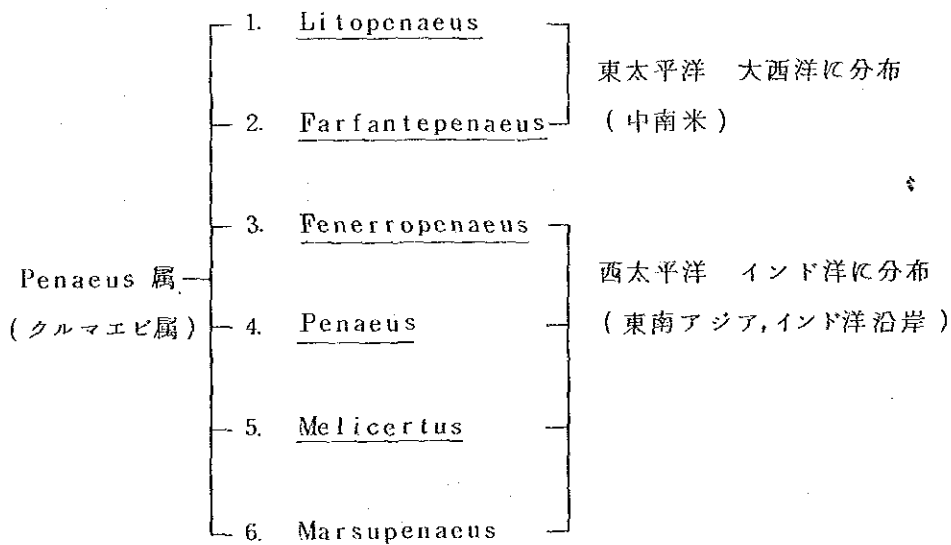 1. Litopenaeus
東太平洋 大西洋に分布
2. Farfantepenaeus
(中南米)
3. Fenerropenaeus
Penaeus 属
西太平洋 インド洋に分布
(クルマエビ属)
4. Penaeus
(東南アジア,インド洋沿岸)
5. Melicertus
6. Marsupenaeus